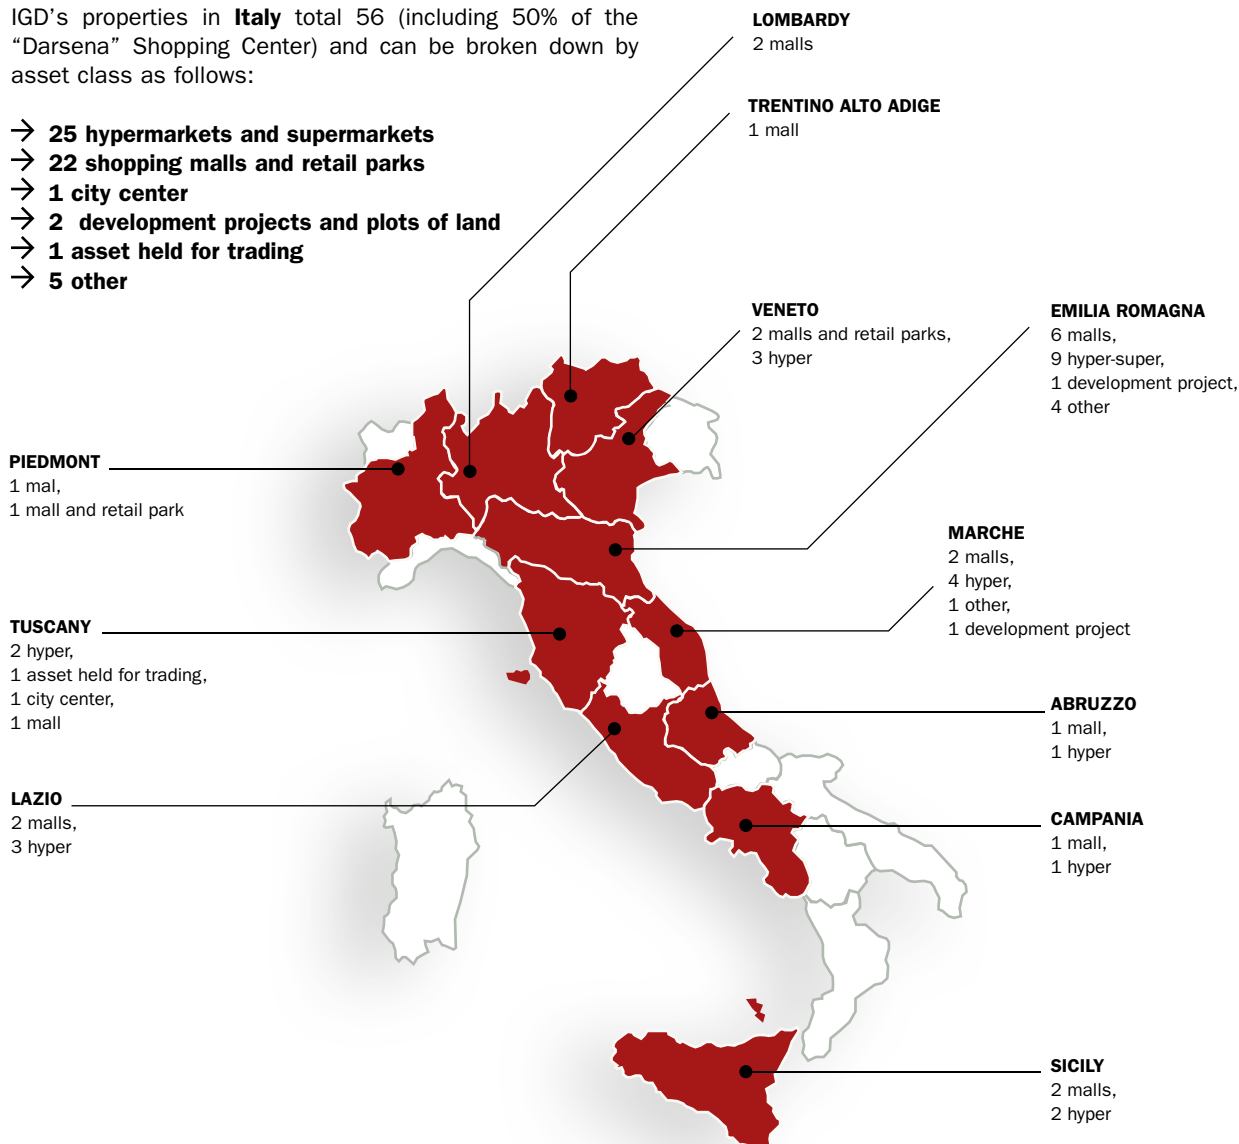 IGD's properties in Italy total 56 (including 50% of the
“Darsena” Shopping Center) and can be broken down by
asset class as follows:
→ 25 hypermarkets and supermarkets
→ 22 shopping malls and retail parks
→ 1 city center
→ 2 development projects and plots of land
→ 1 asset held for trading
→ 5 other
LOMBARDY
2 malls
TRENTINO ALTO ADIGE
1 mall
VENETO
2 malls and retail parks,
3 hyper
EMILIA ROMAGNA
6 malls,
9 hyper-super,
1 development project,
4 other
PIEDMONT
1 mal,
1 mall and retail park
MARCHE
2 malls,
4 hyper,
1 other,
1 development project
TUSCANY
2 hyper,
1 asset held for trading,
1 city center,
1 mall
ABRUZZO
1 mall,
1 hyper
LAZIO
2 malls,
3 hyper
CAMPANIA
1 mall,
1 hyper
SICILY
2 malls,
2 hyper